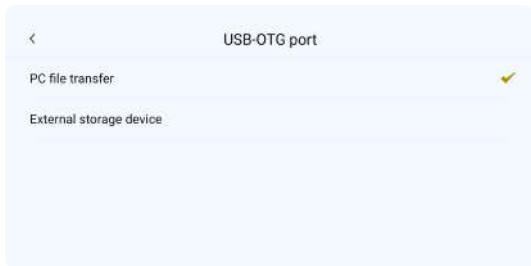 USB-OTG port
PC file transfer
External storage device